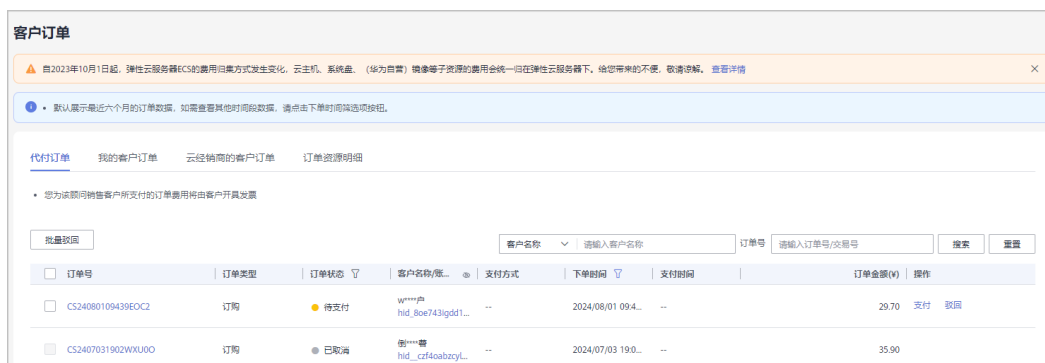 客户订单
自2023年10月1日起，弹性云服务器ECS的费用归集方式发生变化，云主机、系统盘、（华为自营）镜像等子资源的费用会统一归在弹性云服务器下。给您带来的不便，敬请谅解。 查看详情
• 默认展示最近六个月的订单数据，如需查看其他时间段数据，请点击下单时间筛选项按钮。
代付订单 我的客户订单 云经销商的客户订单 订单资源明细
• 您为该顾问销售客户所支付的订单费用将由客户开具发票
批量驳回 客户名称 请输入客户名称 订单号 请输入订单号/交易号 搜索 重置
订单号 订单类型 订单状态 客户名称/账... 支付方式 下单时间 支付时间 订单金额(¥) 操作
CS24080109439EOC2 订购 待支付 w****户 -- 2024/08/01 09:4... -- 29.70 支付 驳回
hid_8oe743igdd1...
CS2407031902WXU0O 订购 已取消 倒****薯 -- 2024/07/03 19:0... -- 35.90
hid__czf4oabzcyl...